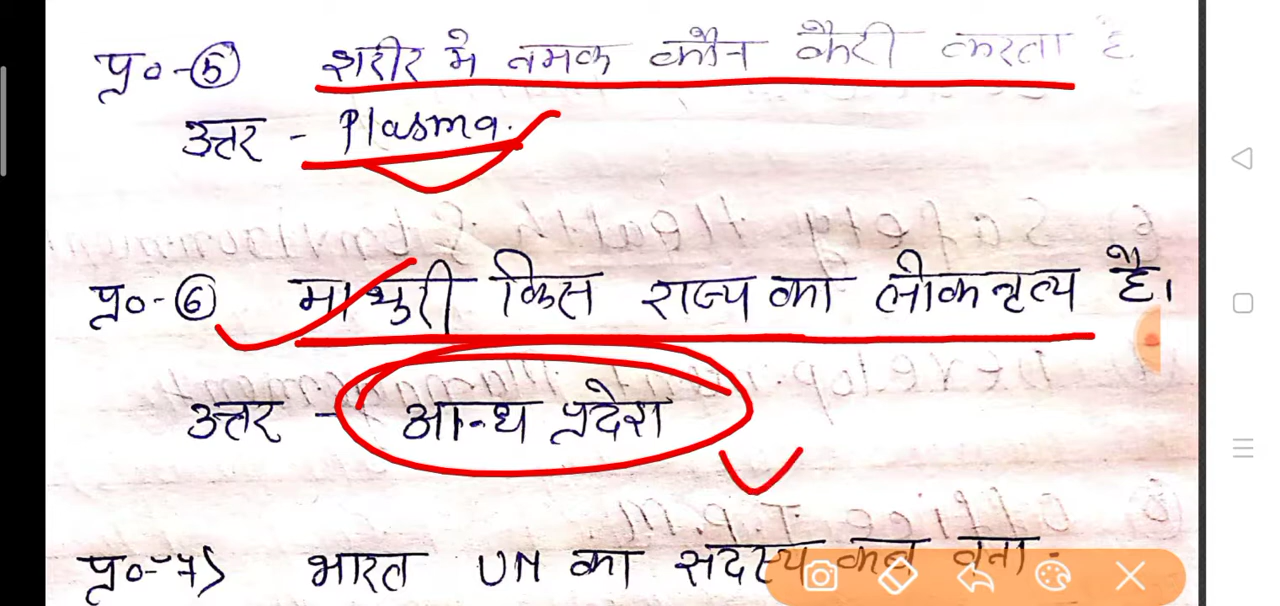 प्र०-⑤ शरीर मे नमक कौन कैरी करता है.
उत्तर - Plasma.
प्र०-⑥ माथुरी किस राज्य का लोकनृत्य है।
उत्तर - आन्ध प्रदेश
प्र०-7) भारत UN का सदस्य कब बना.